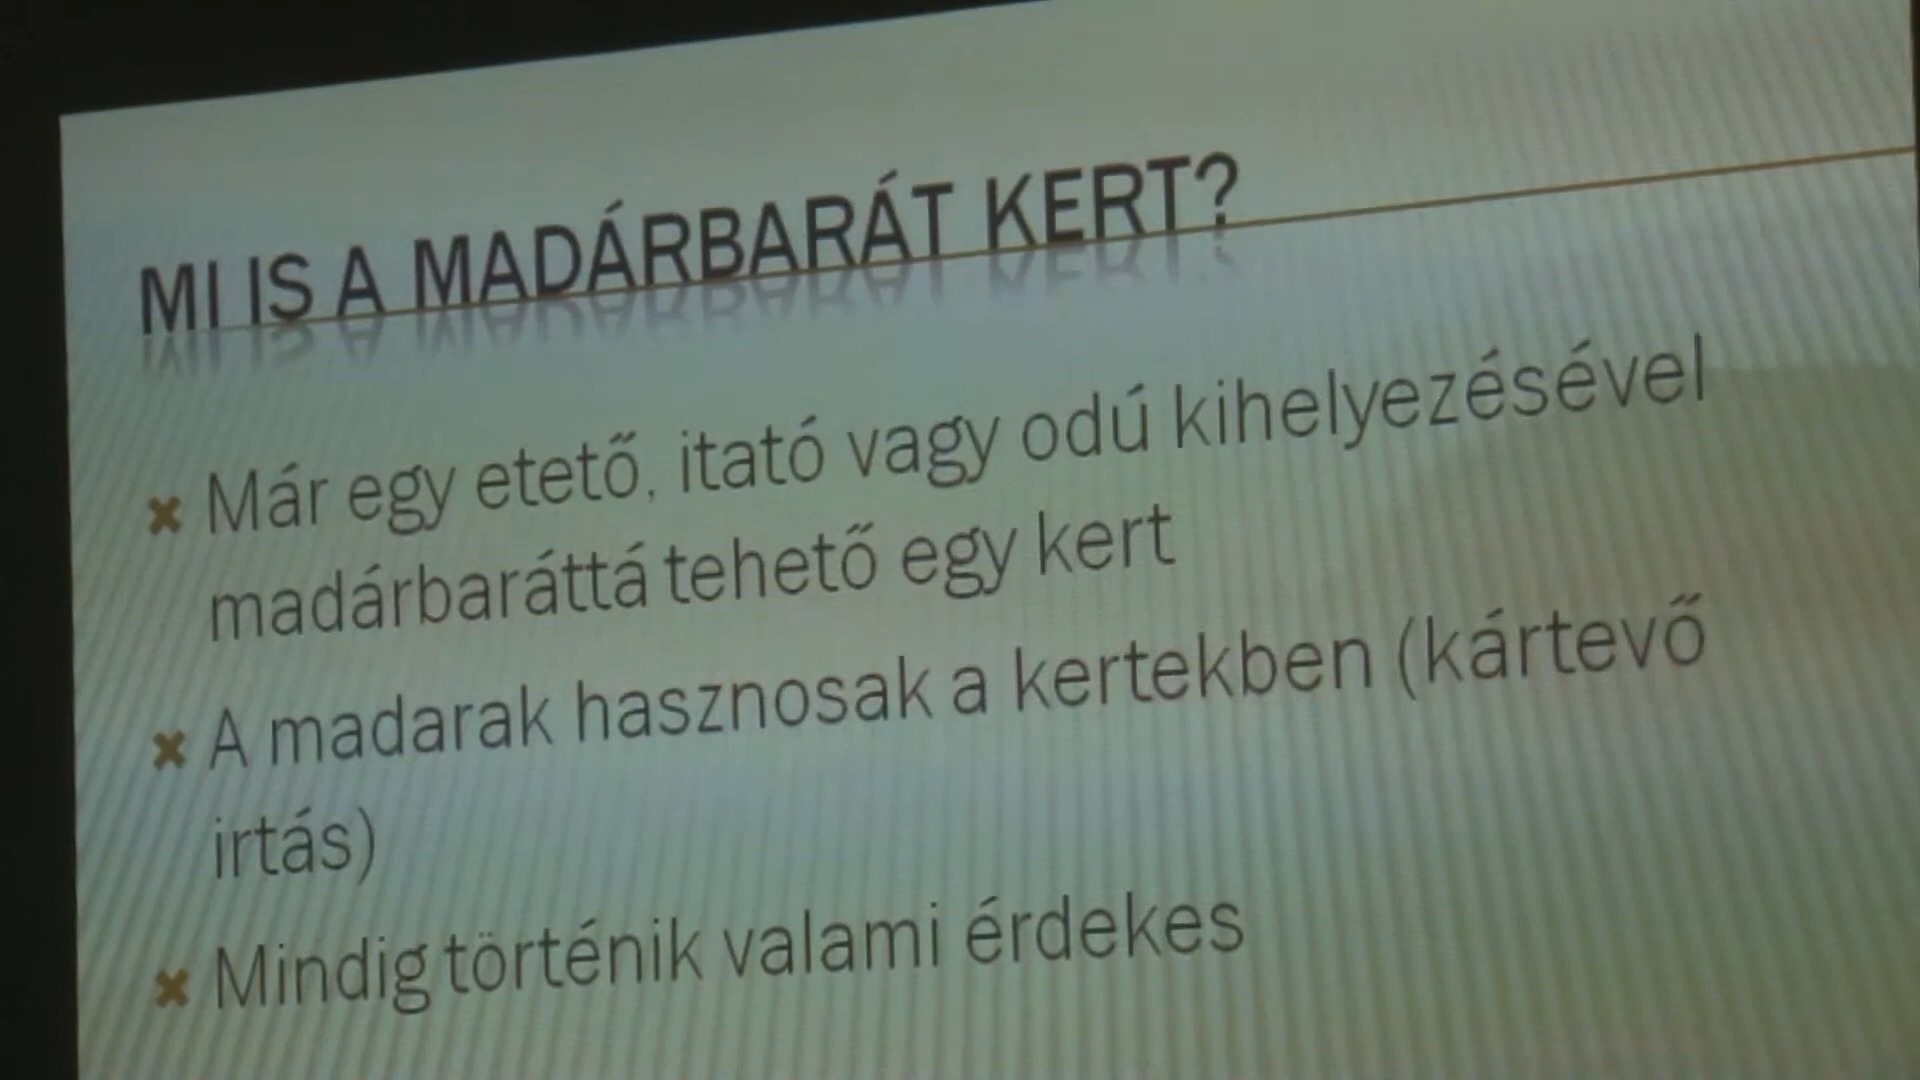 MI IS A MADÁRBARÁT KERT?
Már egy etető, itató vagy odú kihelyezésével
madárbaráttá tehető egy kert
A madarak hasznosak a kertekben (kártevő
irtás)
Mindig történik valami érdekes